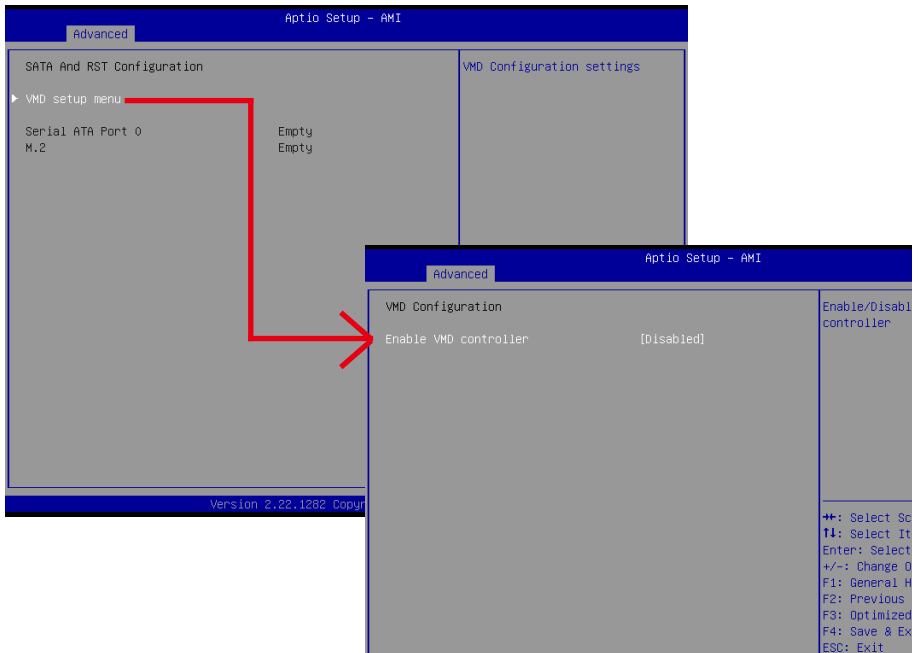 Aptio Setup – AMI
Advanced
SATA And RST Configuration
VMD Configuration settings
VMD setup menu
Serial ATA Port 0 Empty
M.2 Empty
Version 2.22.1282
Aptio Setup – AMI
Advanced
VMD Configuration
Enable VMD controller [Disabled]
controller
: Select
: Select
Enter: Select
+/-: Change
F1: General
F2: Previous
F3: Optimized
F4: Save &
ESC: Exit